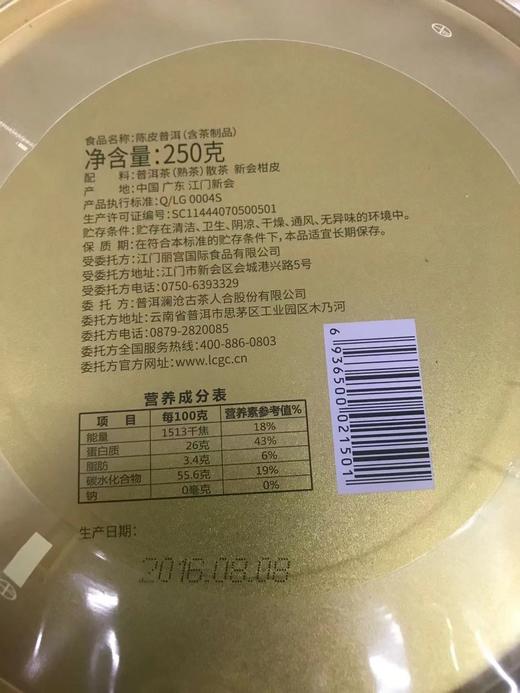 食品名称:陈皮普洱(含茶制品)
净含量:250克
配 料:普洱茶(熟茶)散茶 新会柑皮
产 地:中国 广东 江门新会
产品执行标准:Q/LG 0004S
生产许可证编号:SC11444070500501
贮存条件:贮存在清洁、卫生、阴凉、干燥、通风、无异味的环境中。
保 质 期:在符合本标准的贮存条件下,本品适宜长期保存。
受委托方:江门丽宫国际食品有限公司
受委托方地址:江门市新会区会城港兴路5号
受委托方电话:0750-6393329
委 托 方:普洱澜沧古茶人合股份有限公司
委托方地址:云南省普洱市思茅区工业园区木乃河
委托方电话:0879-2820085
委托方全国服务热线:400-886-0803
委托方官方网址:www.lcgc.cn
营养成分表
项 目 每100克 营养素参考值%
能量 1513千焦 18%
蛋白质 26克 43%
脂肪 3.4克 6%
碳水化合物 55.6克 19%
钠 0毫克 0%
6936500021501
生产日期:
2016.08.08